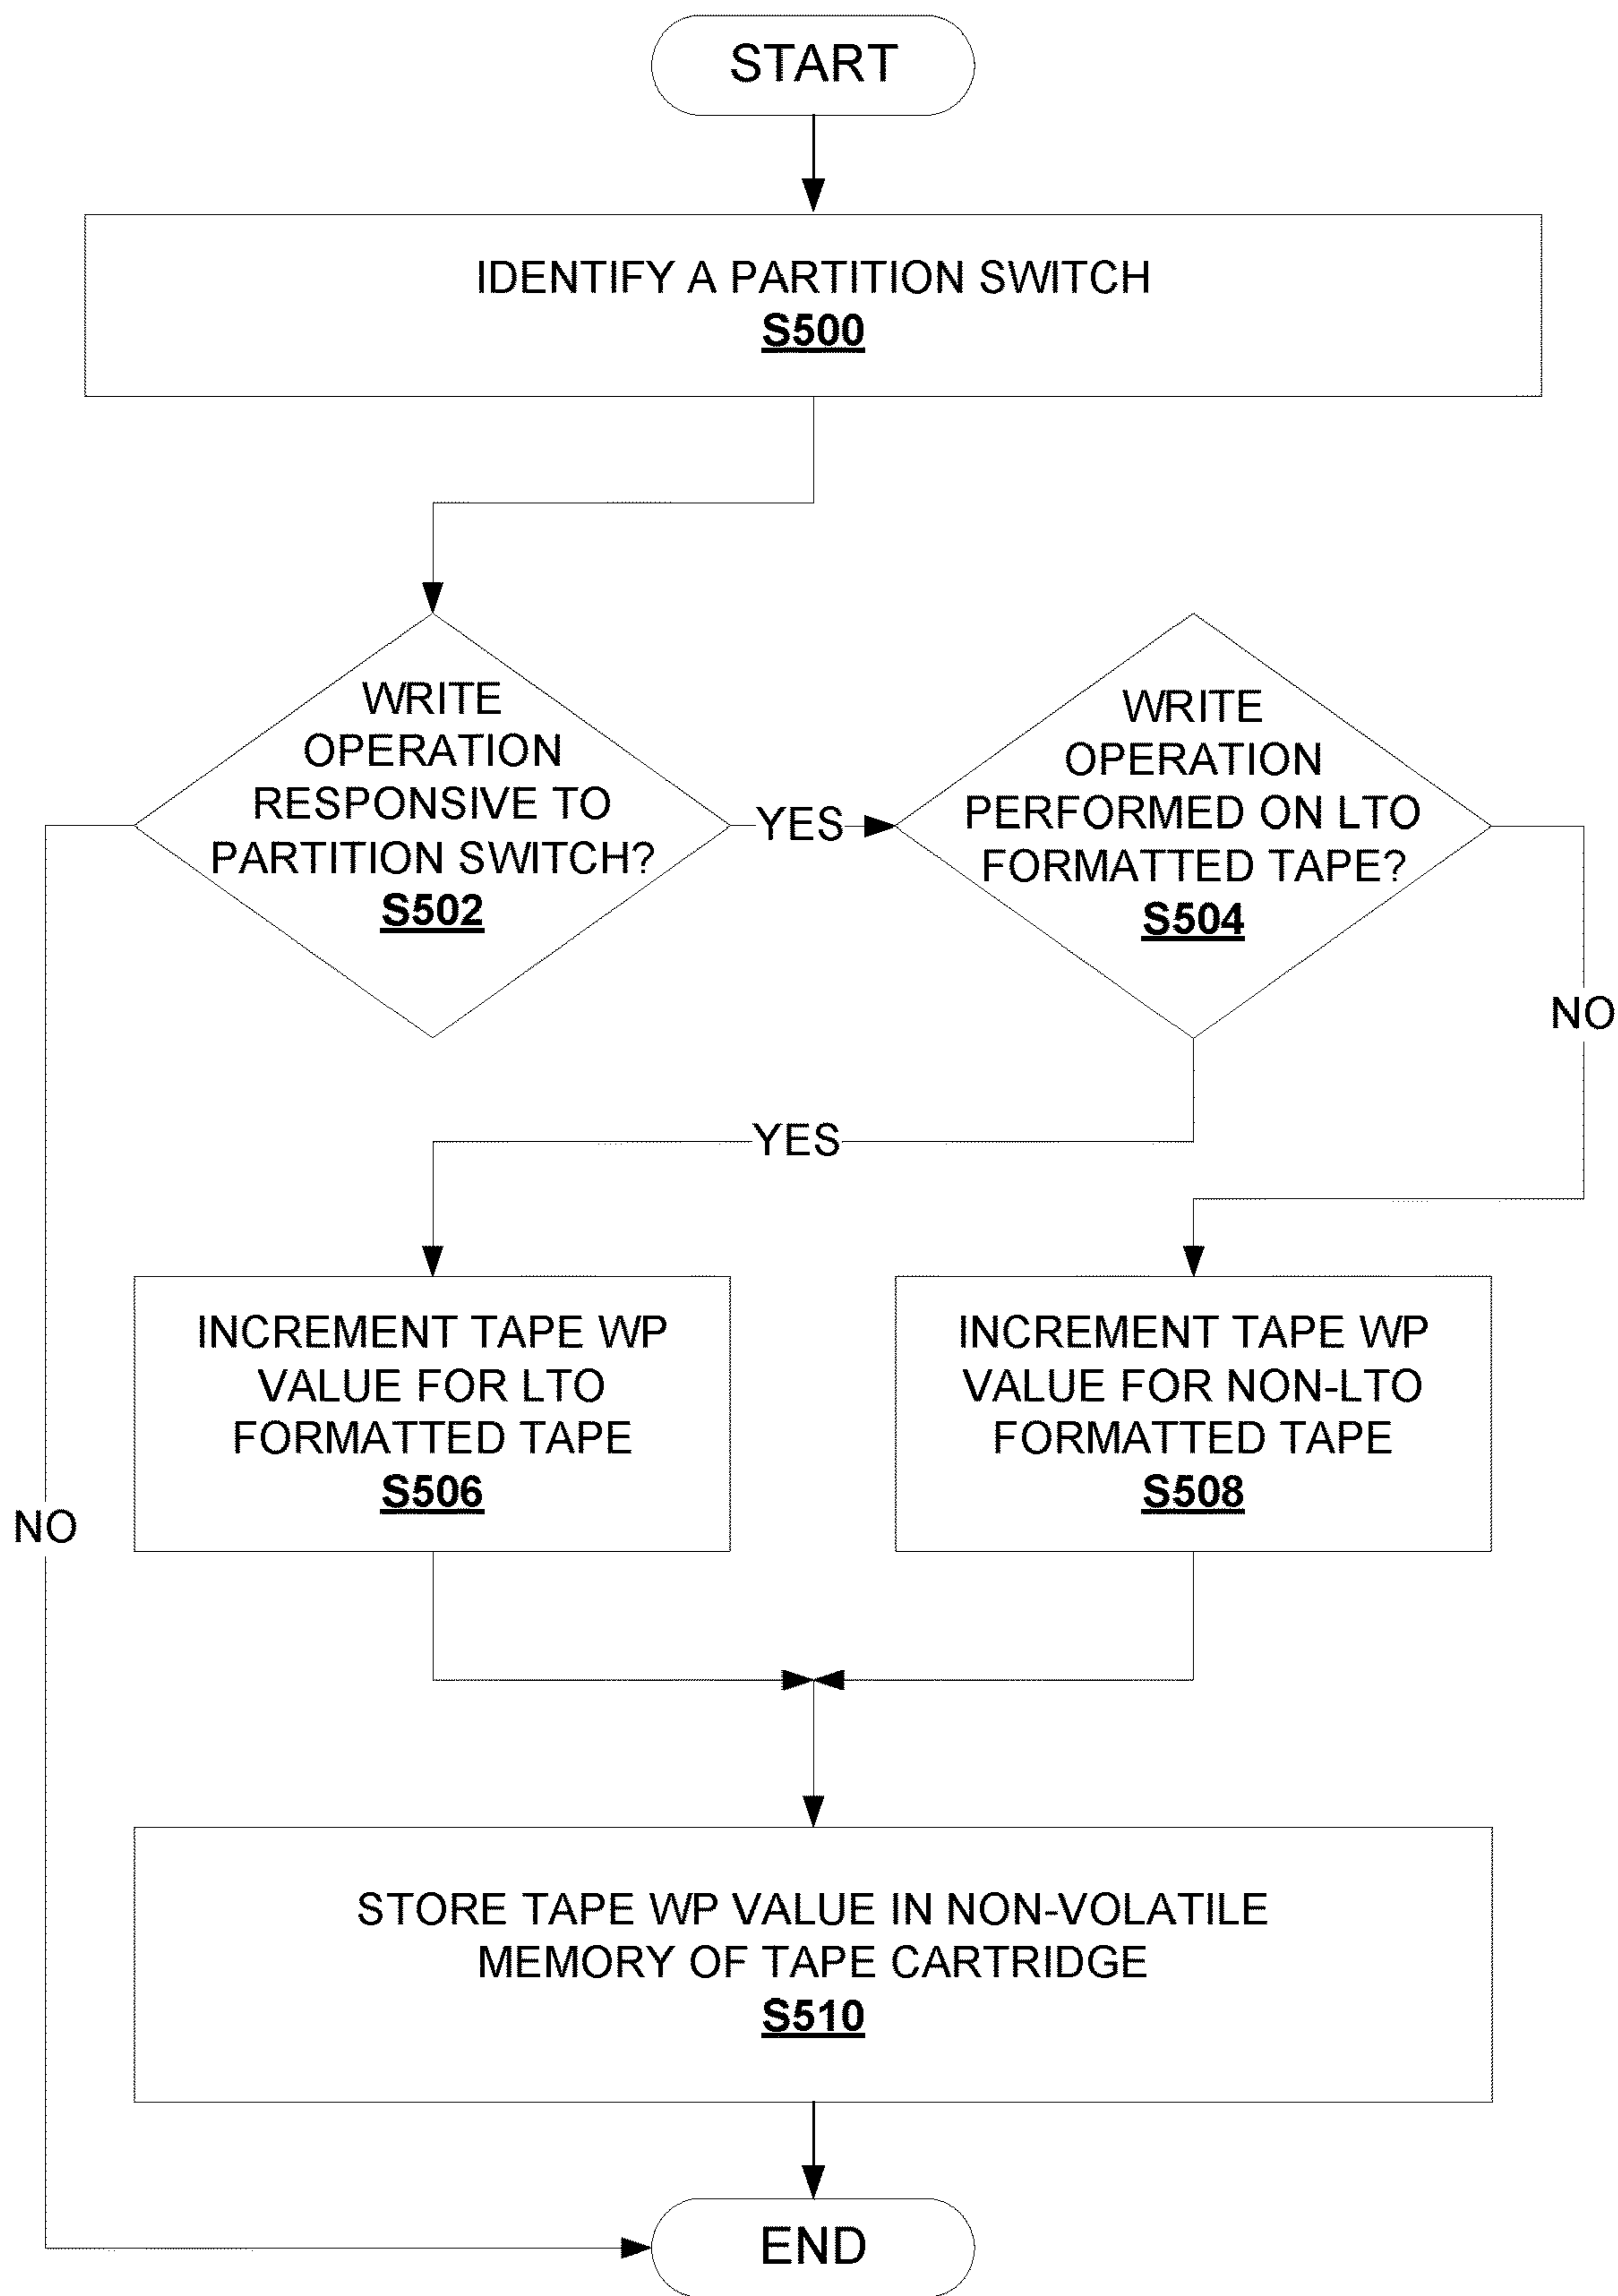 START
IDENTIFY A PARTITION SWITCH
S500
WRITE
OPERATION
RESPONSIVE TO
PARTITION SWITCH?
S502
YES
WRITE
OPERATION
PERFORMED ON LTO
FORMATTED TAPE?
S504
NO
YES
INCREMENT TAPE WP
VALUE FOR LTO
FORMATTED TAPE
S506
INCREMENT TAPE WP
VALUE FOR NON-LTO
FORMATTED TAPE
S508
NO
STORE TAPE WP VALUE IN NON-VOLATILE
MEMORY OF TAPE CARTRIDGE
S510
END